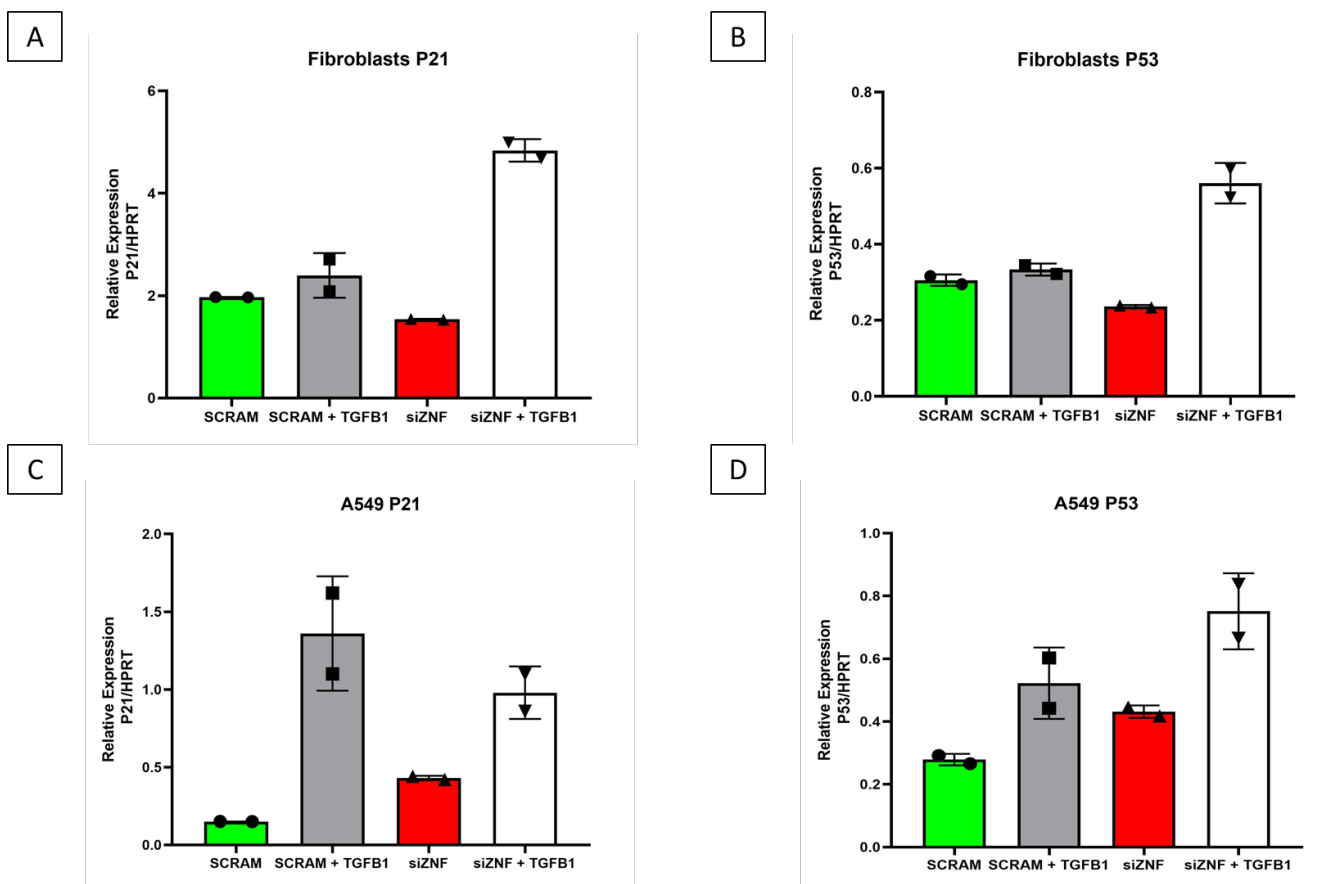 A
Fibroblasts P21
Relative Expression
P21/HPRT
6
4
2
0
SCRAM SCRAM + TGFB1 siZNF siZNF + TGFB1
B
Fibroblasts P53
Relative Expression
P53/HPRT
0.8
0.6
0.4
0.2
0.0
SCRAM SCRAM + TGFB1 siZNF siZNF + TGFB1
C
A549 P21
Relative Expression
P21/HPRT
2.0
1.5
1.0
0.5
0.0
SCRAM SCRAM + TGFB1 siZNF siZNF + TGFB1
D
A549 P53
Relative Expression
P53/HPRT
1.0
0.8
0.6
0.4
0.2
0.0
SCRAM SCRAM + TGFB1 siZNF siZNF + TGFB1